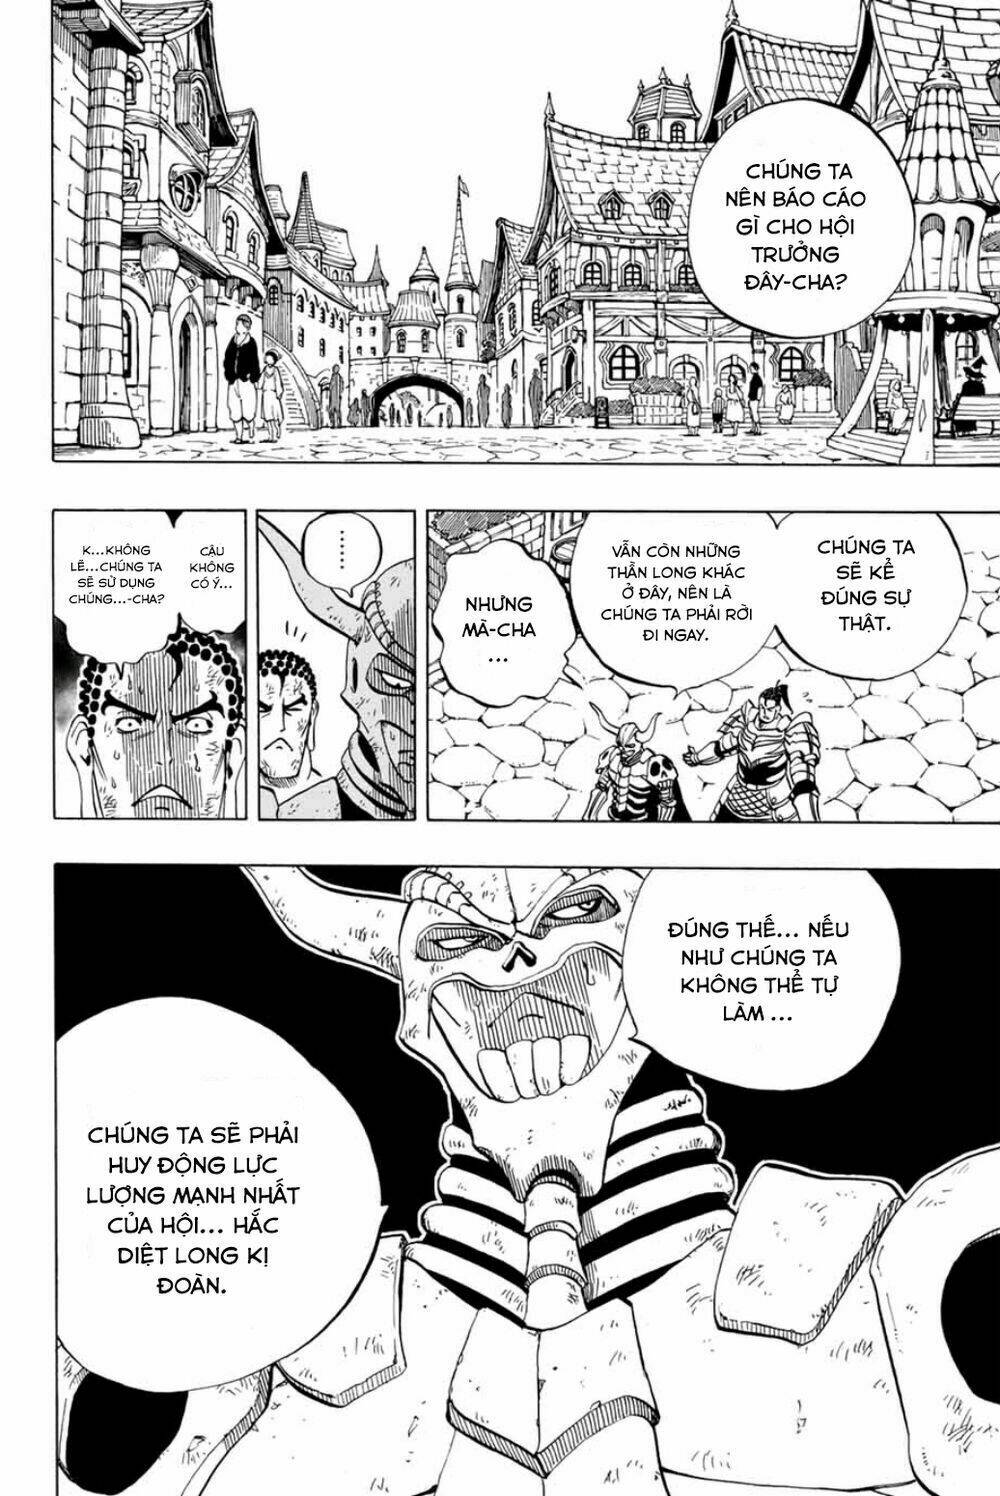 CHÚNG TA
NÊN BÁO CÁO
GÌ CHO HỘI
TRƯỞNG
ĐÂY-CHA?
CHÚNG TA
SẼ KỂ
ĐÚNG SỰ
THẬT.
VẪN CÒN NHỮNG
THẦN LONG KHÁC
Ở ĐÂY, NÊN LÀ
CHÚNG TA PHẢI RỜI
ĐI NGAY.
NHƯNG
MÀ-CHA
...
......
CẬU
KHÔNG
CÓ Ý...
K...KHÔNG
LẼ...CHÚNG TA
SẼ SỬ DỤNG
CHÚNG...-CHA?
ĐÚNG THẾ... NẾU
NHƯ CHÚNG TA
KHÔNG THỂ TỰ
LÀM ...
CHÚNG TA SẼ PHẢI
HUY ĐỘNG LỰC
LƯỢNG MẠNH NHẤT
CỦA HỘI... HẮC
DIỆT LONG KỊ
ĐOÀN.